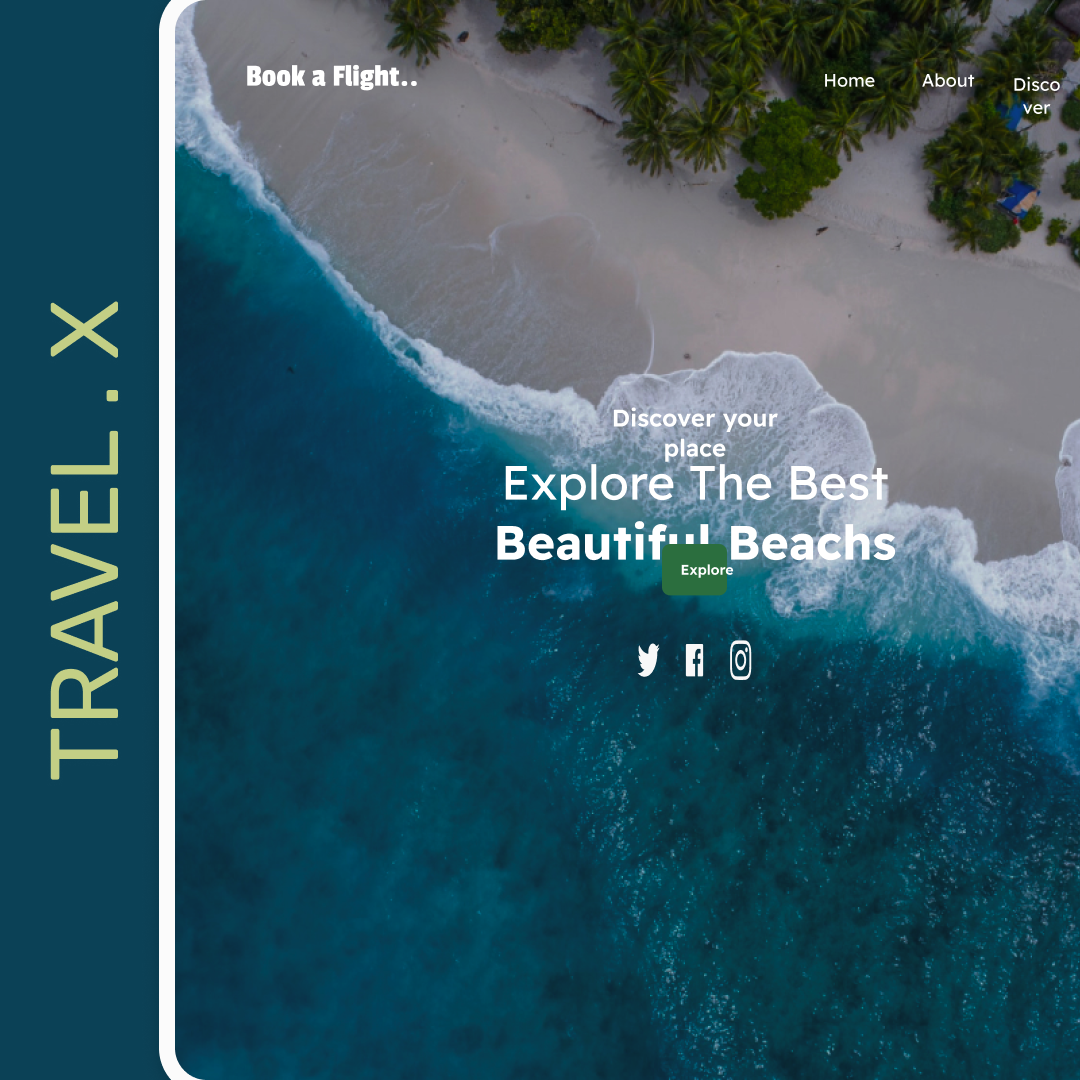 TRAVEL . X
Book a Flight..
Home
About
Disco
ver
Discover your
place
Explore The Best
Beautiful Beachs
Explore